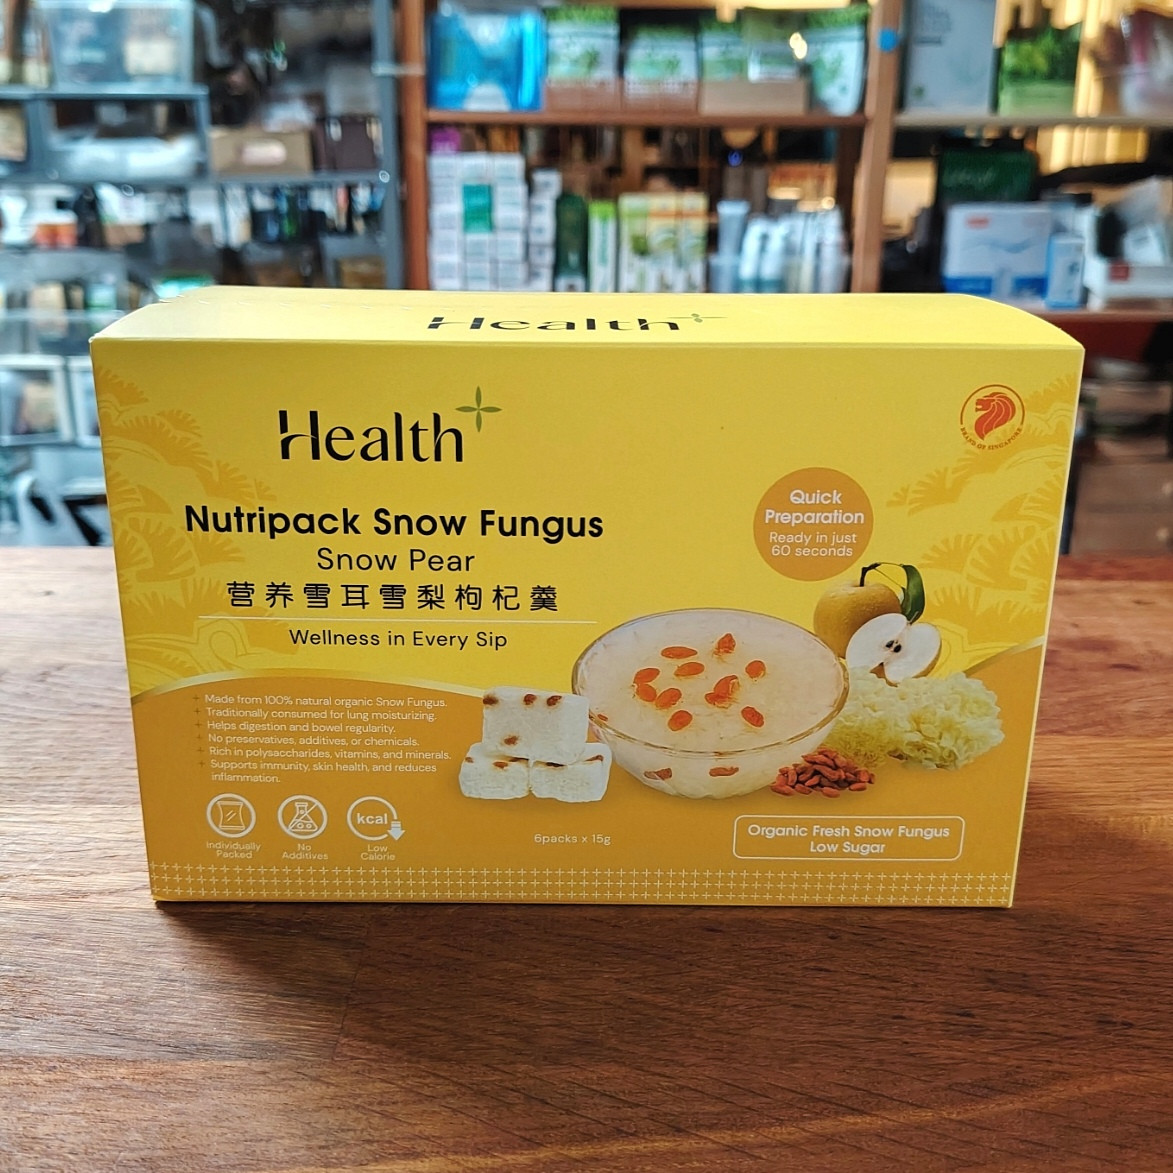 Health
Health
BRAND OF SINGAPORE
Nutripack Snow Fungus
Snow Pear
营养雪耳雪梨枸杞羹
Wellness in Every Sip
Quick
Preparation
Ready in just
60 seconds
Made from 100% natural organic Snow Fungus.
Traditionally consumed for lung moisturizing.
Helps digestion and bowel regularity.
No preservatives, additives, or chemicals.
Rich in polysaccharides, vitamins, and minerals.
Supports immunity, skin health, and reduces
inflammation.
Individually
Packed
No
Additives
kcal
Low
Calorie
6packs x 15g
Organic Fresh Snow Fungus
Low Sugar